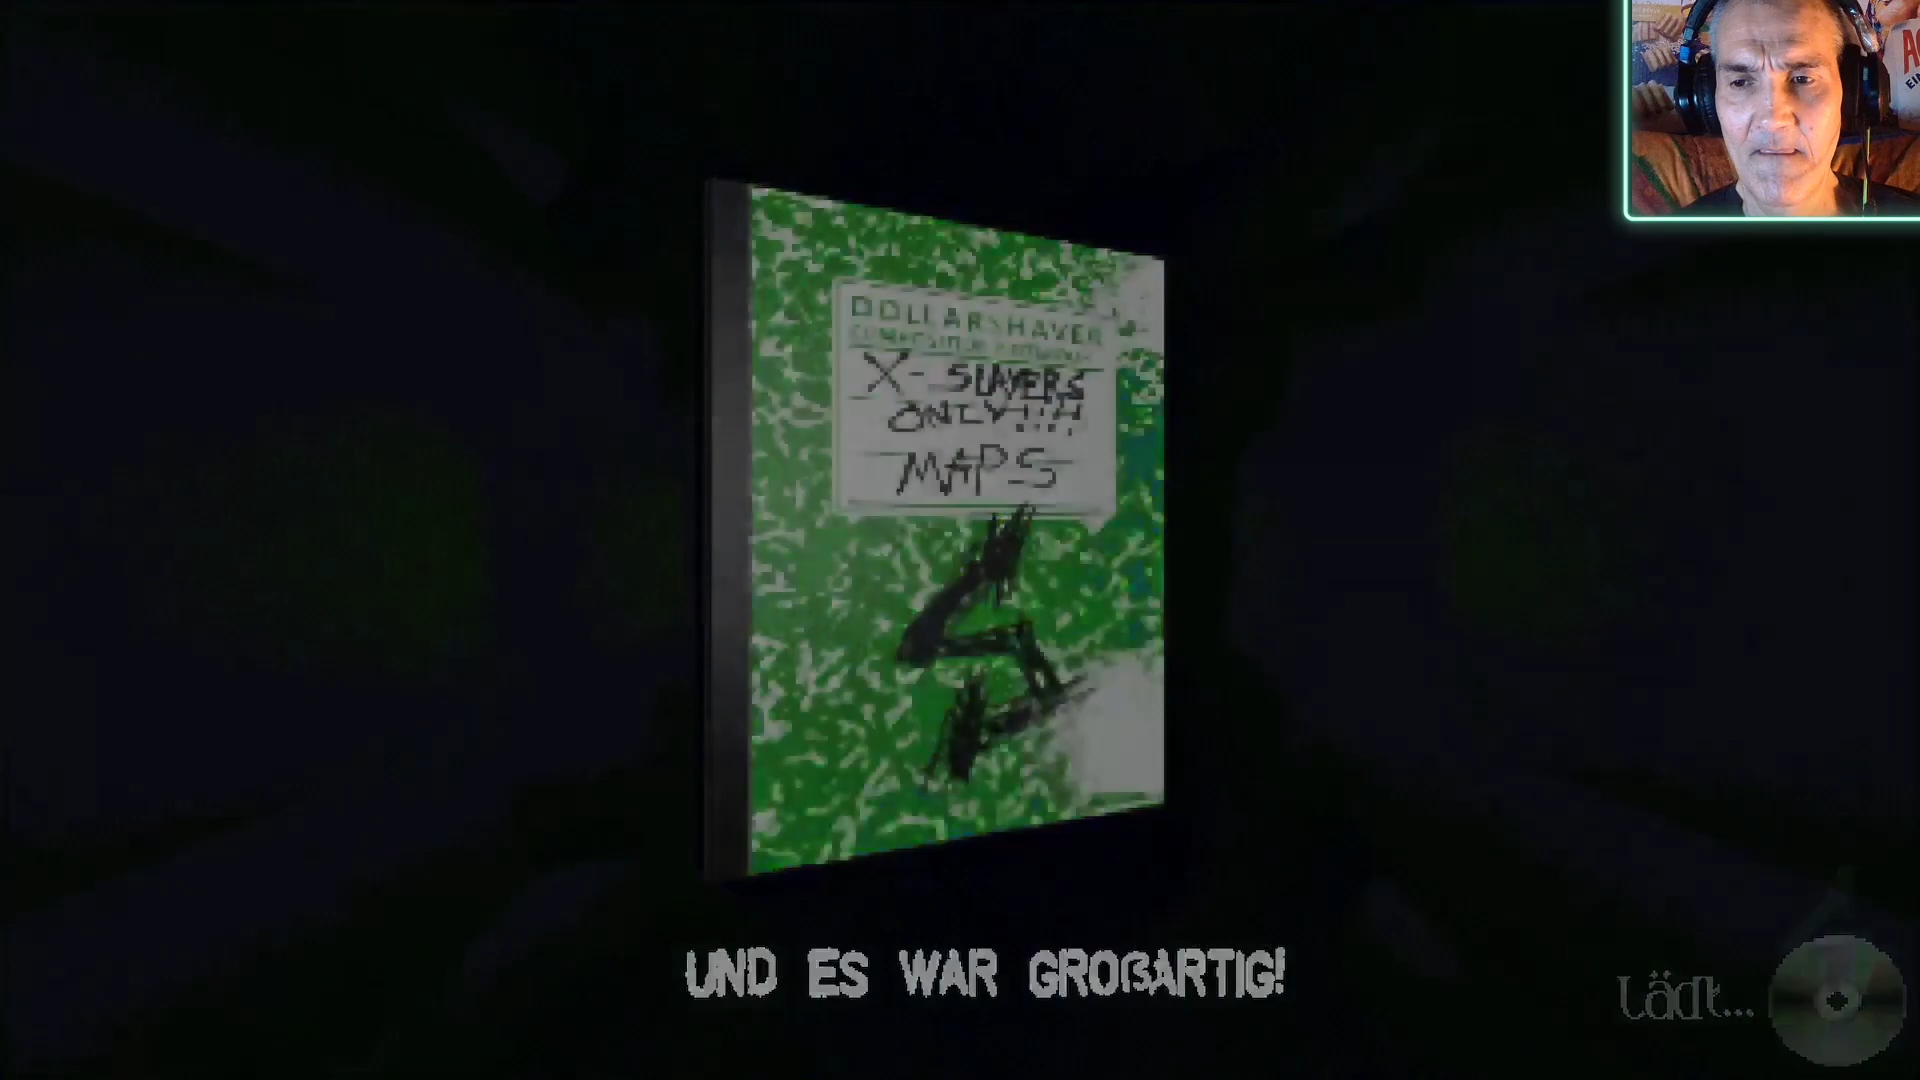 DOLLARSHAVER
X-SLAYERS
ONLY!!!!
MAPS
UND ES WAR GROßARTIG!
Lädt...